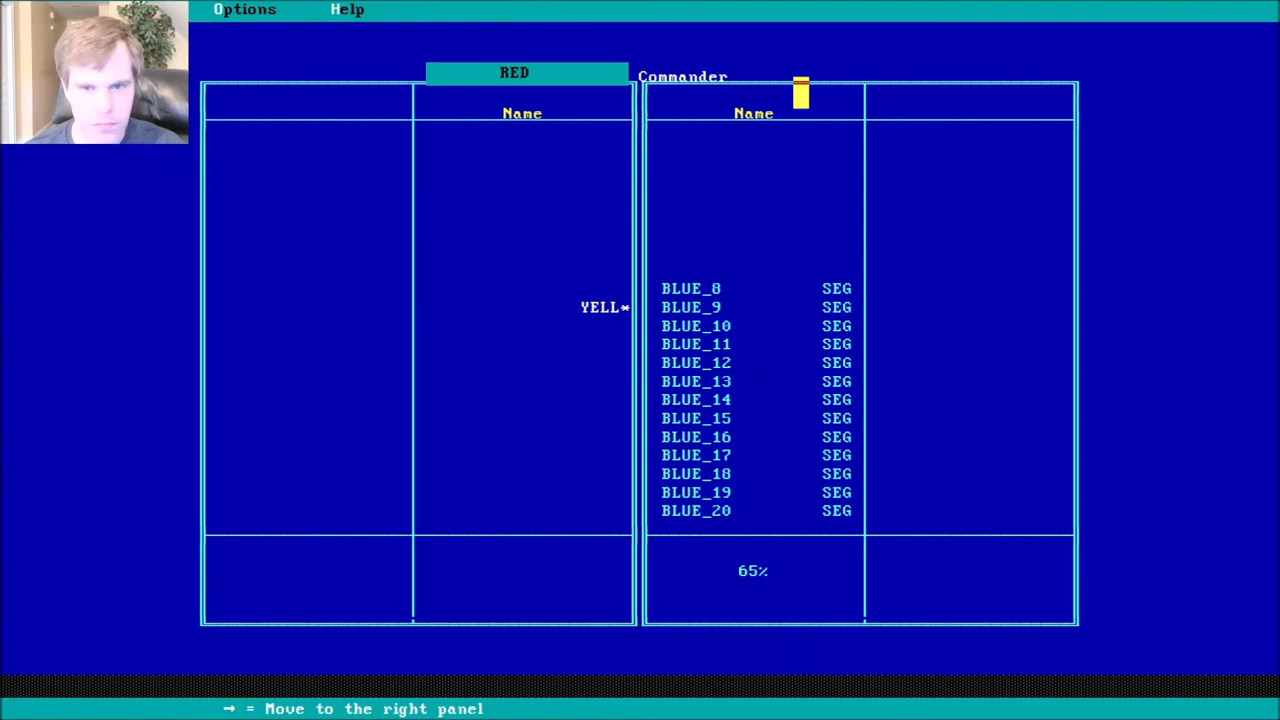 Options Help
RED
Commander
Name Name
BLUE_8 SEG
YELL* BLUE_9 SEG
BLUE_10 SEG
BLUE_11 SEG
BLUE_12 SEG
BLUE_13 SEG
BLUE_14 SEG
BLUE_15 SEG
BLUE_16 SEG
BLUE_17 SEG
BLUE_18 SEG
BLUE_19 SEG
BLUE_20 SEG
65%
→ = Move to the right panel